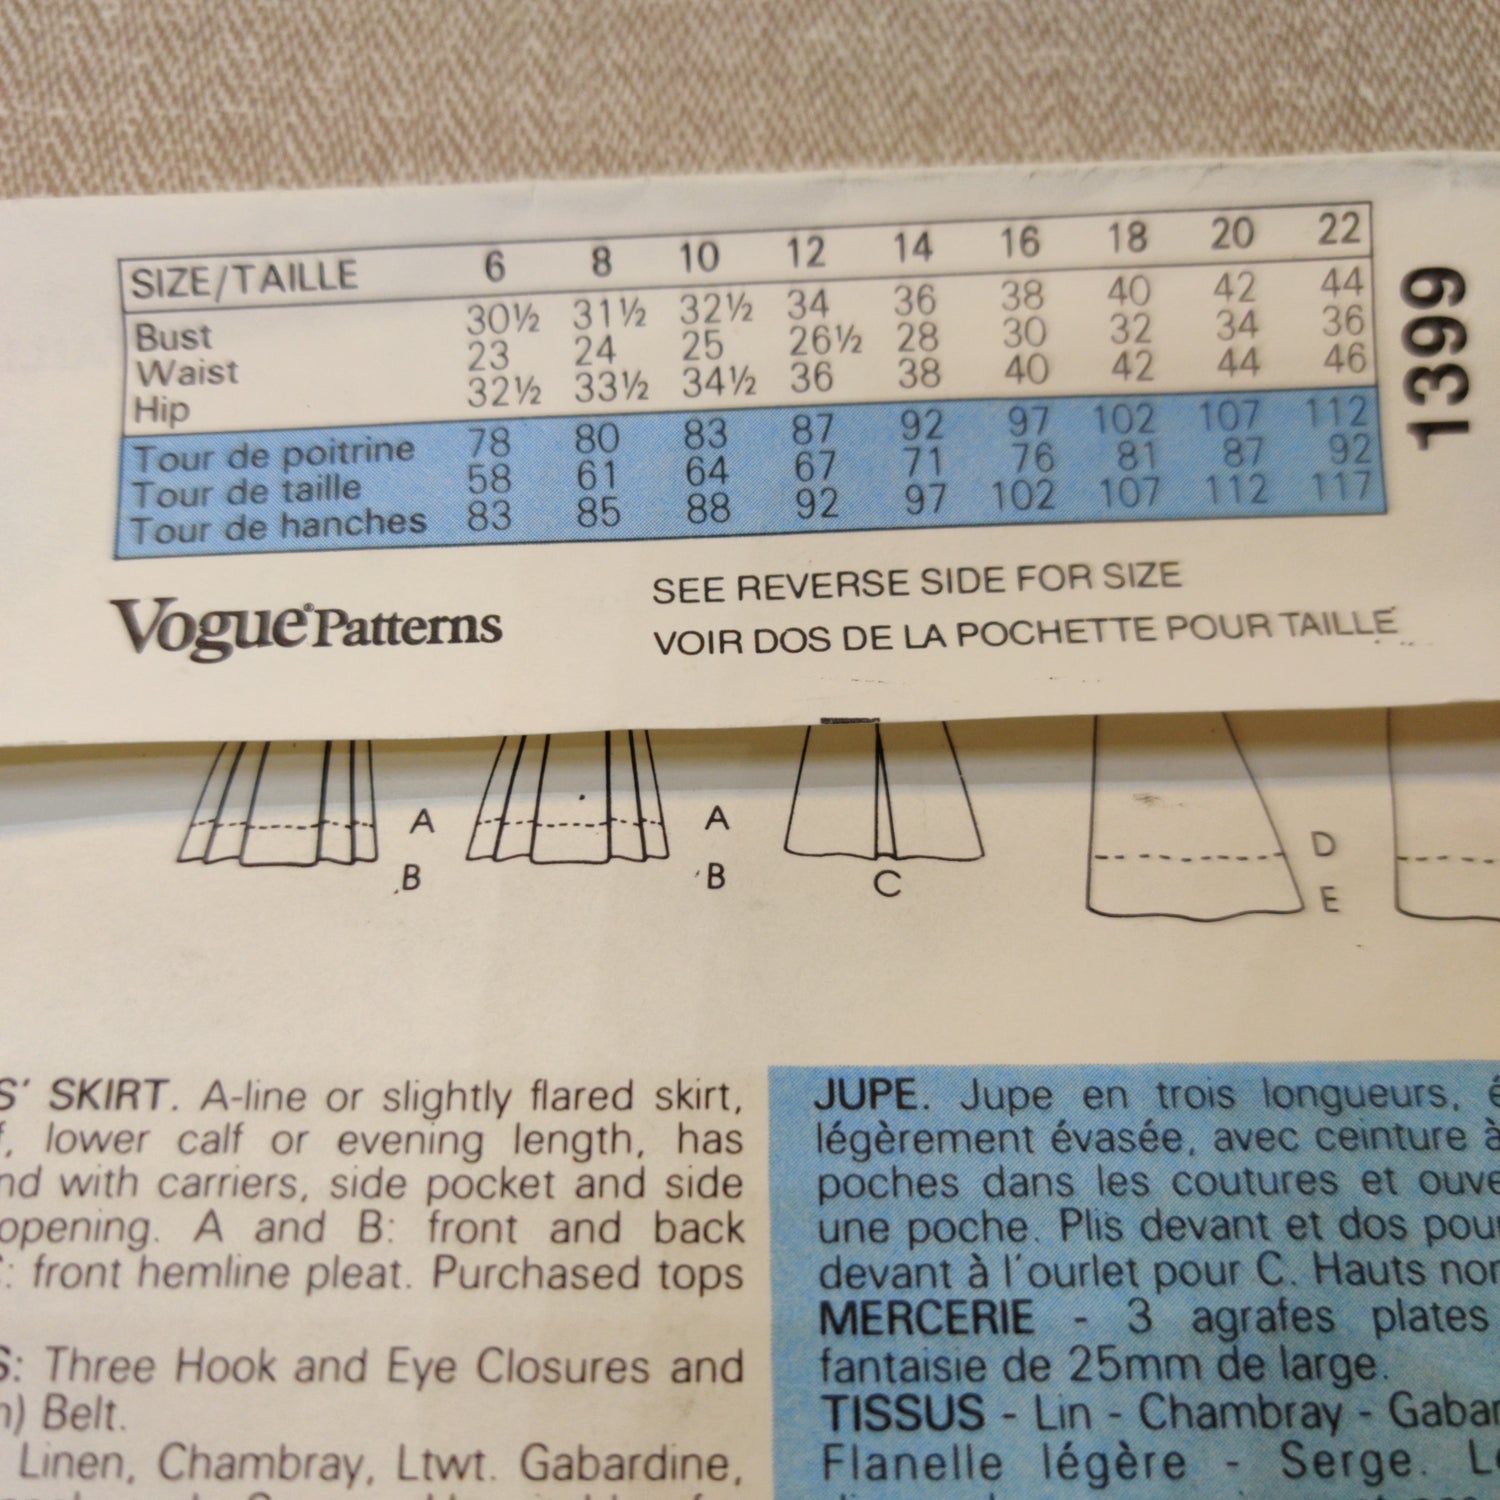 SIZE/TAILLE 6 8 10 12 14 16 18 20 22
Bust 30½ 31½ 32½ 34 36 38 40 42 44
Waist 23 24 25 26½ 28 30 32 34 36
Hip 32½ 33½ 34½ 36 38 40 42 44 46
Tour de poitrine 78 80 83 87 92 97 102 107 112
Tour de taille 58 61 64 67 71 76 81 87 92
Tour de hanches 83 85 88 92 97 102 107 112 117
1399
Vogue® Patterns
SEE REVERSE SIDE FOR SIZE
VOIR DOS DE LA POCHETTE POUR TAILLE
A
B
A
B
C
D
E
S' SKIRT. A-line or slightly flared skirt,
lower calf or evening length, has
nd with carriers, side pocket and side
opening. A and B: front and back
: front hemline pleat. Purchased tops
S: Three Hook and Eye Closures and
) Belt.
Linen, Chambray, Ltwt. Gabardine,
JUPE. Jupe en trois longueurs, é
légèrement évasée, avec ceinture à
poches dans les coutures et ouve
une poche. Plis devant et dos pou
devant à l'ourlet pour C. Hauts non
MERCERIE - 3 agrafes plates
fantaisie de 25mm de large.
TISSUS - Lin - Chambray - Gabar
Flanelle légère - Serge. L